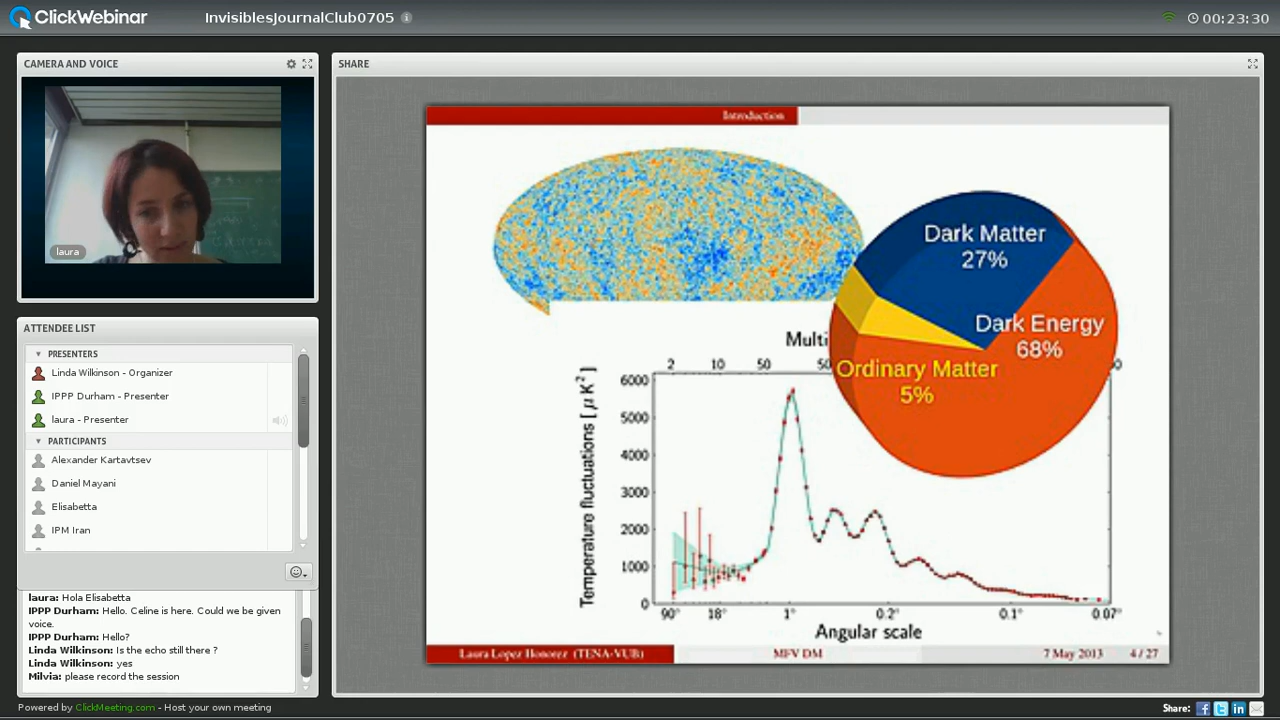 ClickWebinar
InvisiblesJournalClub0705
00:23:30
CAMERA AND VOICE
laura
ATTENDEE LIST
PRESENTERS
Linda Wilkinson - Organizer
IPPP Durham - Presenter
laura - Presenter
PARTICIPANTS
Alexander Kartavtsev
Daniel Mayani
Elisabetta
IPM Iran
laura: Hola Elisabetta
IPPP Durham: Hello. Celine is here. Could we be given
voice.
IPPP Durham: Hello?
Linda Wilkinson: Is the echo still there ?
Linda Wilkinson: yes
Milvia: please record the session
SHARE
Introduction
Dark Matter
27%
Dark Energy
68%
Ordinary Matter
5%
Multi
2 10 50
6000
5000
4000
3000
2000
1000
0
Temperature fluctuations [ μ K² ]
90° 18° 1° 0.2° 0.1° 0.07°
Angular scale
Laura Lopez Honorez (TENA-VUB) MFV DM 7 May 2013 4 / 27
Powered by ClickMeeting.com - Host your own meeting
Share: